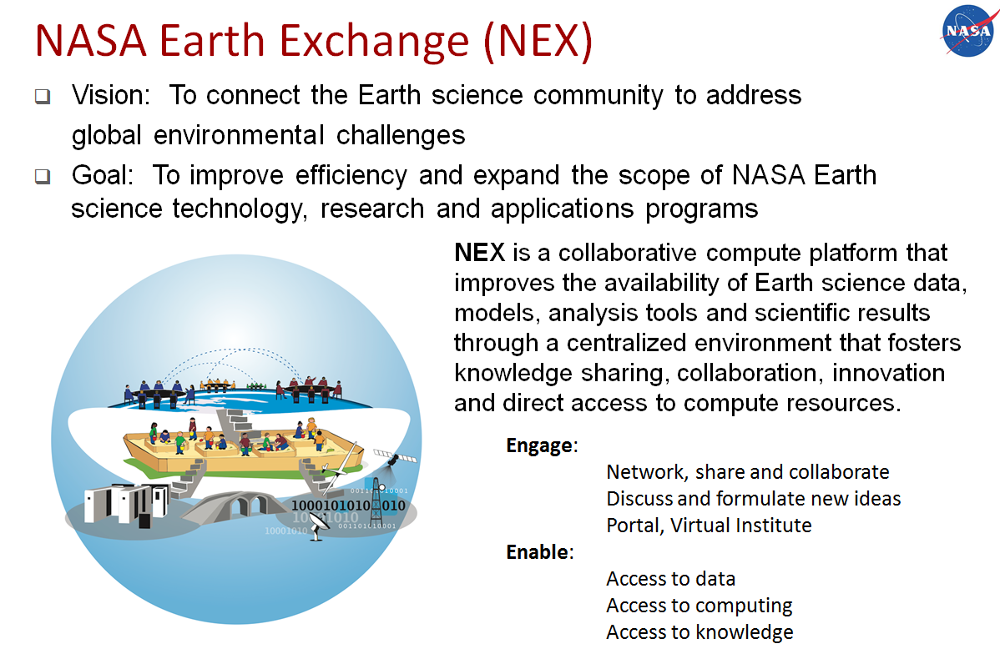 NASA Earth Exchange (NEX)
NASA
Vision: To connect the Earth science community to address
global environmental challenges
Goal: To improve efficiency and expand the scope of NASA Earth
science technology, research and applications programs
NEX is a collaborative compute platform that
improves the availability of Earth science data,
models, analysis tools and scientific results
through a centralized environment that fosters
knowledge sharing, collaboration, innovation
and direct access to compute resources.
Engage:
Network, share and collaborate
Discuss and formulate new ideas
Portal, Virtual Institute
Enable:
Access to data
Access to computing
Access to knowledge
1000101010 010
10001010
001101010001